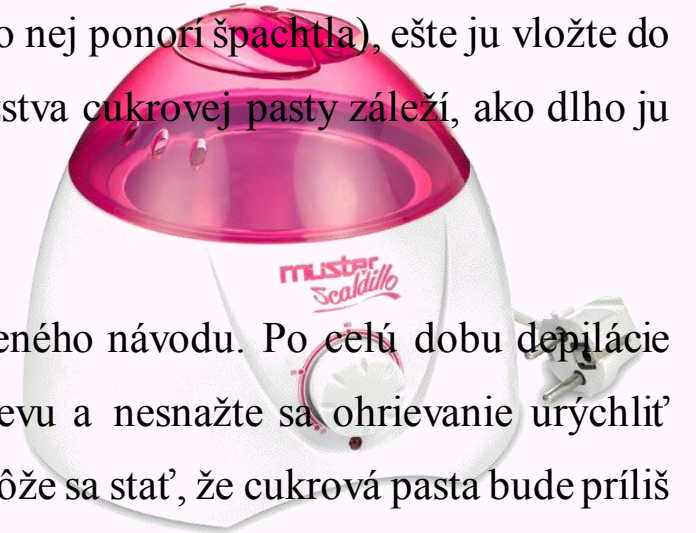 o nej ponorí špachtla), ešte ju vložte do
stva cukrovej pasty záleží, ako dlho ju
muster
Scaldillo
eného návodu. Po celú dobu depilácie
evu a nesnažte sa ohrievanie urýchliť
ôže sa stať, že cukrová pasta bude príliš